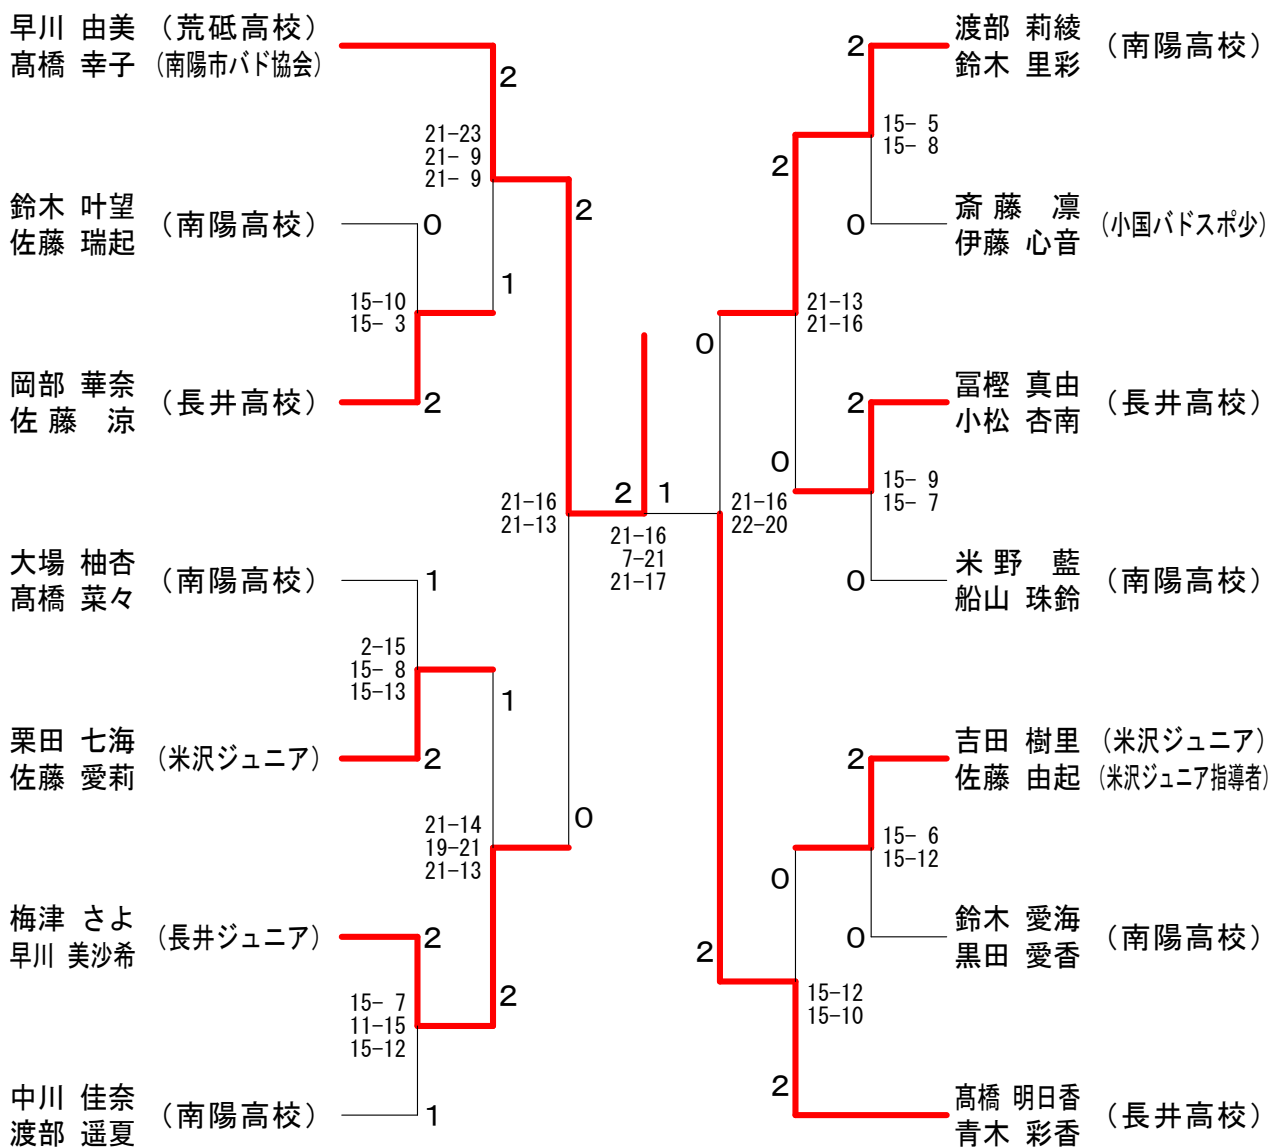 早川 由美 (荒砥高校)
髙橋 幸子 (南陽市バド協会)
2
21-23
21- 9
21- 9
鈴木 叶望
佐藤 瑞起
(南陽高校)
0
2
1
15-10
15- 3
岡部 華奈
佐藤 涼
(長井高校)
2
大場 柚杏
髙橋 菜々
(南陽高校)
1
21-16
21-13
2-15
15- 8
15-13
1
栗田 七海
佐藤 愛莉
(米沢ジュニア)
2
0
21-14
19-21
21-13
梅津 さよ
早川 美沙希
(長井ジュニア)
2
15- 7
11-15
15-12
2
中川 佳奈
渡部 遥夏
(南陽高校)
1
2
1
21-16
7-21
21-17
渡部 莉綾
鈴木 里彩
(南陽高校)
2
15- 5
15- 8
2
斎藤 凛
伊藤 心音
(小国バドスポ少)
0
21-13
21-16
0
冨樫 真由
小松 杏南
(長井高校)
2
0
15- 9
15- 7
21-16
22-20
米野 藍
船山 珠鈴
(南陽高校)
0
吉田 樹里 (米沢ジュニア)
佐藤 由起 (米沢ジュニア指導者)
2
15- 6
15-12
0
鈴木 愛海
黒田 愛香
(南陽高校)
0
2
15-12
15-10
2
髙橋 明日香
青木 彩香
(長井高校)